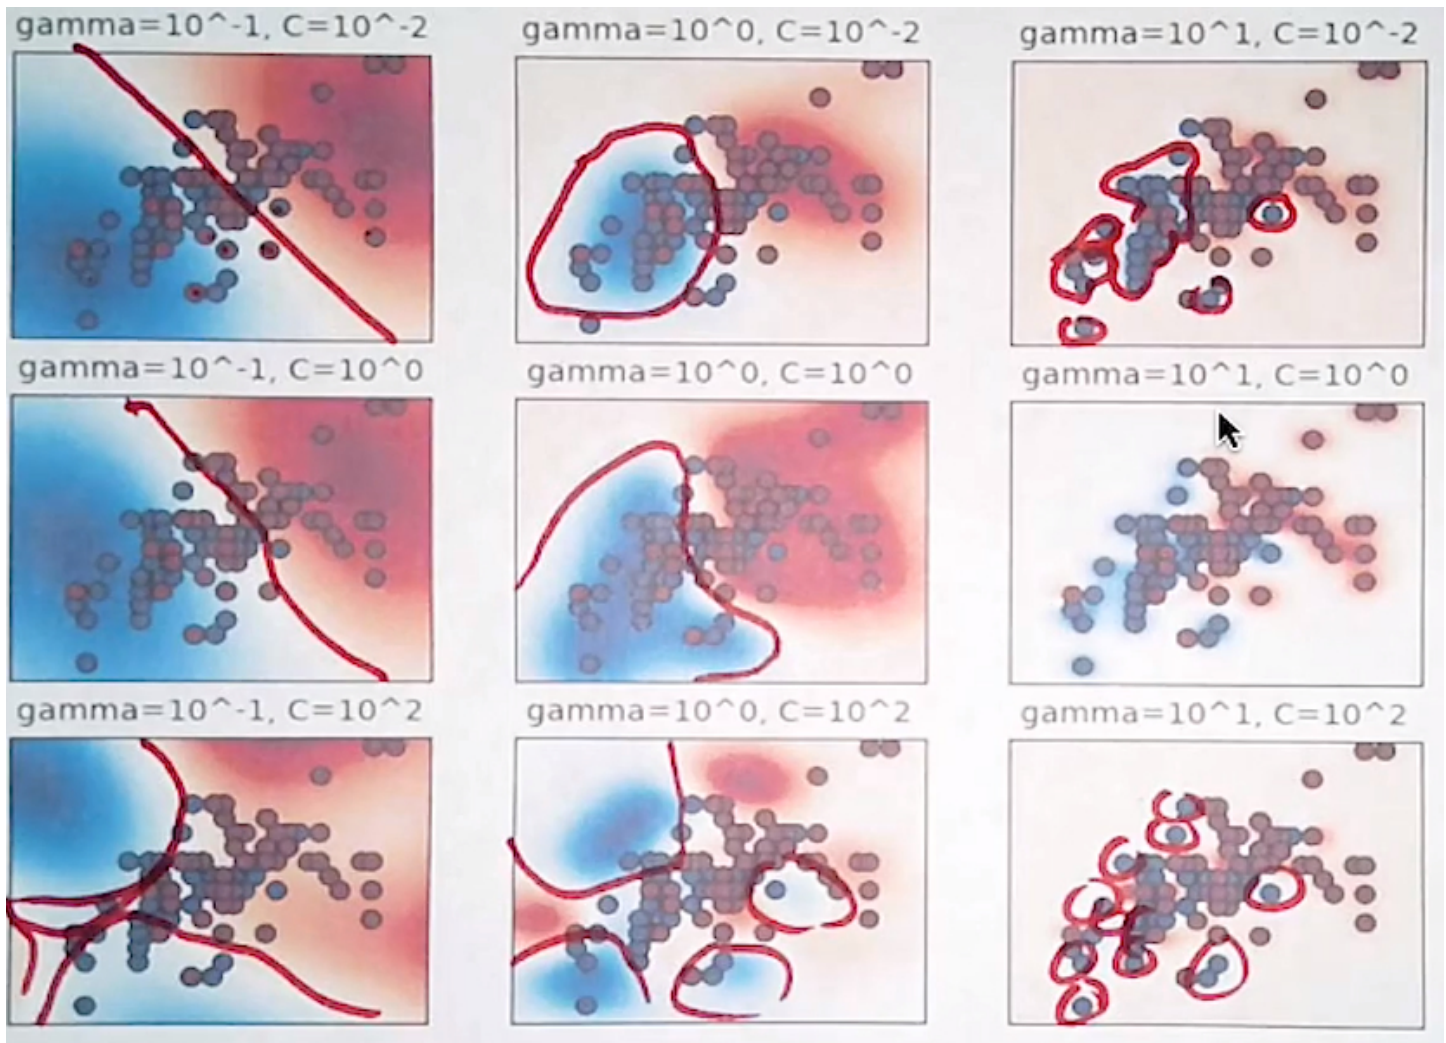 gamma=10^-1, C=10^-2
gamma=10^0, C=10^-2
gamma=10^1, C=10^-2
gamma=10^-1, C=10^0
gamma=10^0, C=10^0
gamma=10^1, C=10^0
gamma=10^-1, C=10^2
gamma=10^0, C=10^2
gamma=10^1, C=10^2